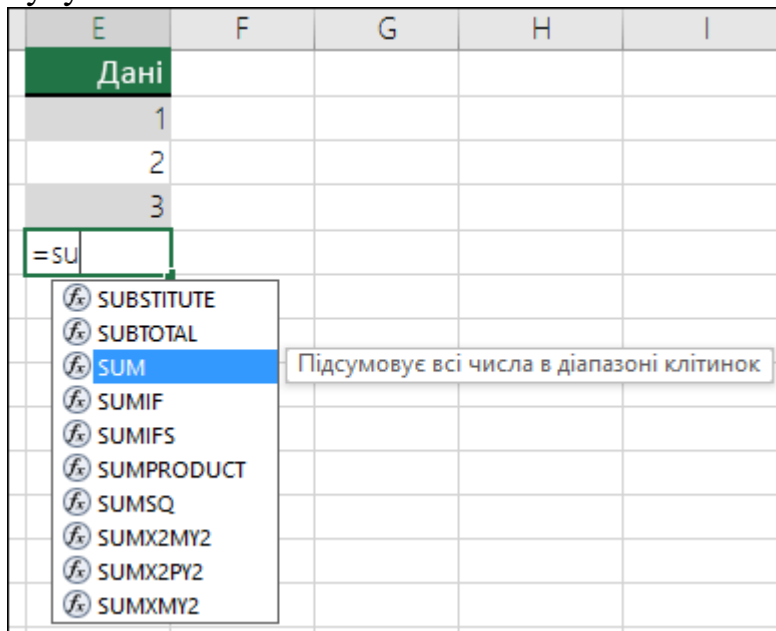 E F G H I
Дані
1
2
3
=su
SUBSTITUTE
SUBTOTAL
SUM Підсумовує всі числа в діапазоні клітинок
SUMIF
SUMIFS
SUMPRODUCT
SUMSQ
SUMX2MY2
SUMX2PY2
SUMXMY2